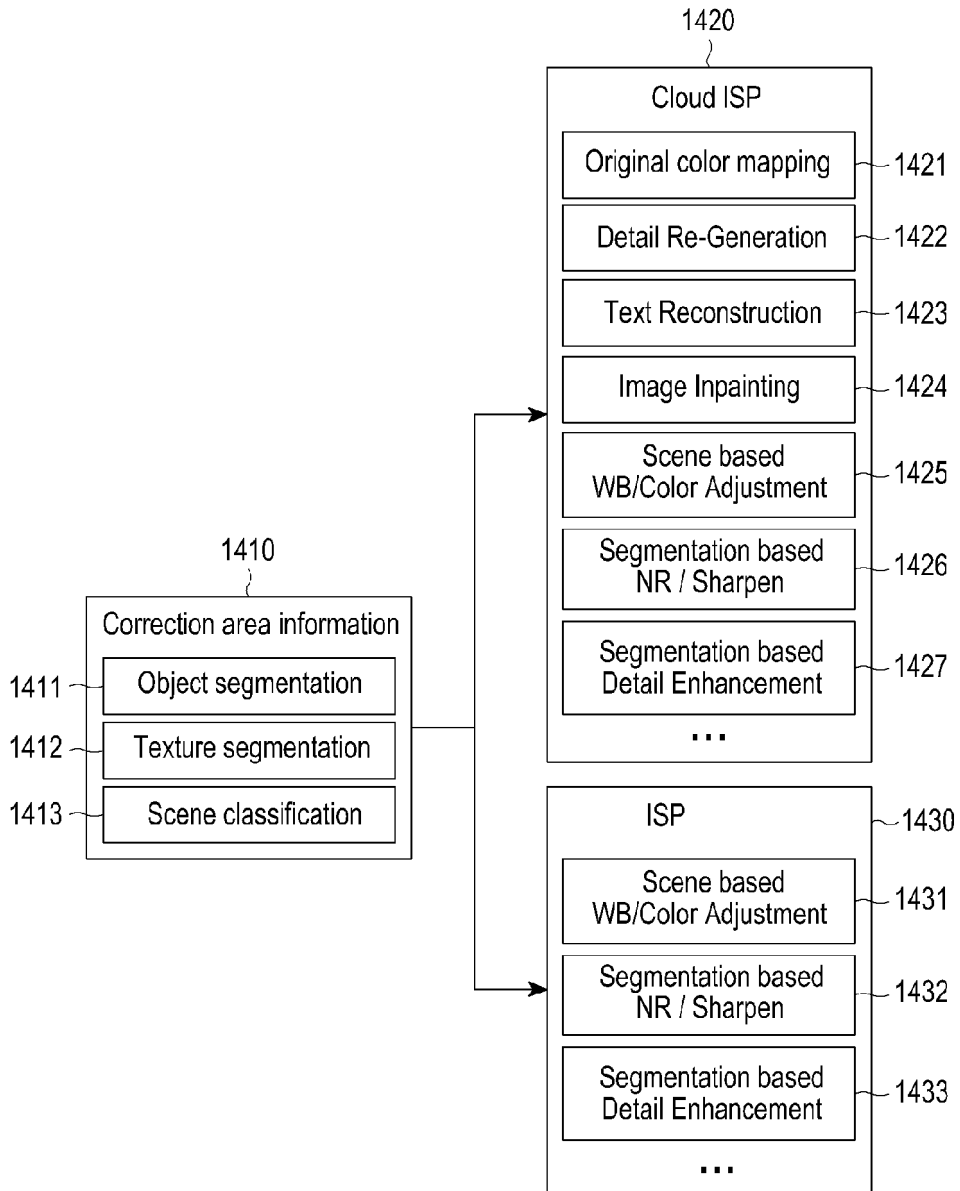 1420
Cloud ISP
Original color mapping
1421
Detail Re-Generation
1422
Text Reconstruction
1423
Image Inpainting
1424
Scene based
WB/Color Adjustment
1425
Segmentation based
NR / Sharpen
1426
Segmentation based
Detail Enhancement
1427
...
1410
Correction area information
1411
Object segmentation
1412
Texture segmentation
1413
Scene classification
ISP
1430
Scene based
WB/Color Adjustment
1431
Segmentation based
NR / Sharpen
1432
Segmentation based
Detail Enhancement
1433
...